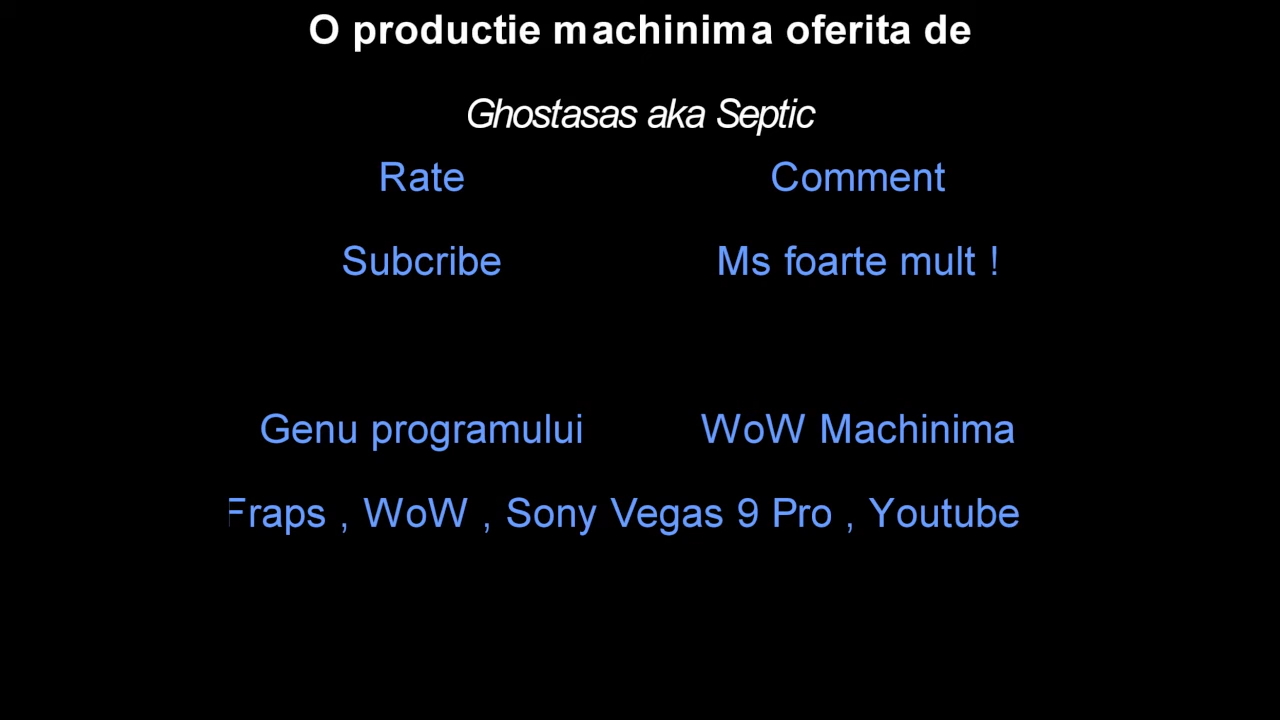 O productie machinima oferita de
Ghostasas aka Septic
Rate Comment
Subcribe Ms foarte mult !
Genu programului WoW Machinima
Fraps , WoW , Sony Vegas 9 Pro , Youtube